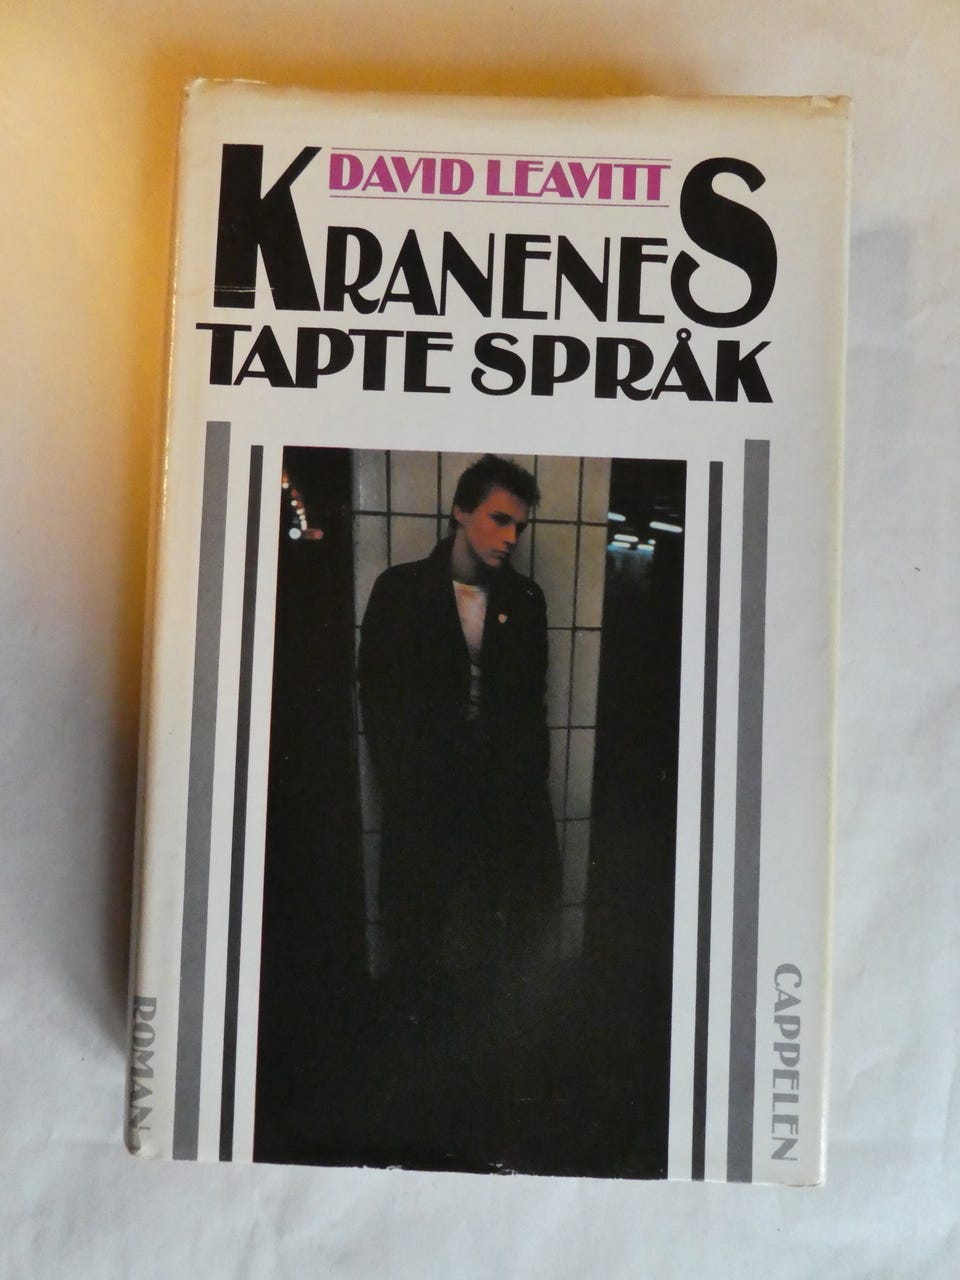 DAVID LEAVITT
KRANENES
TAPTE SPRÅK
ROMAN
CAPPELEN